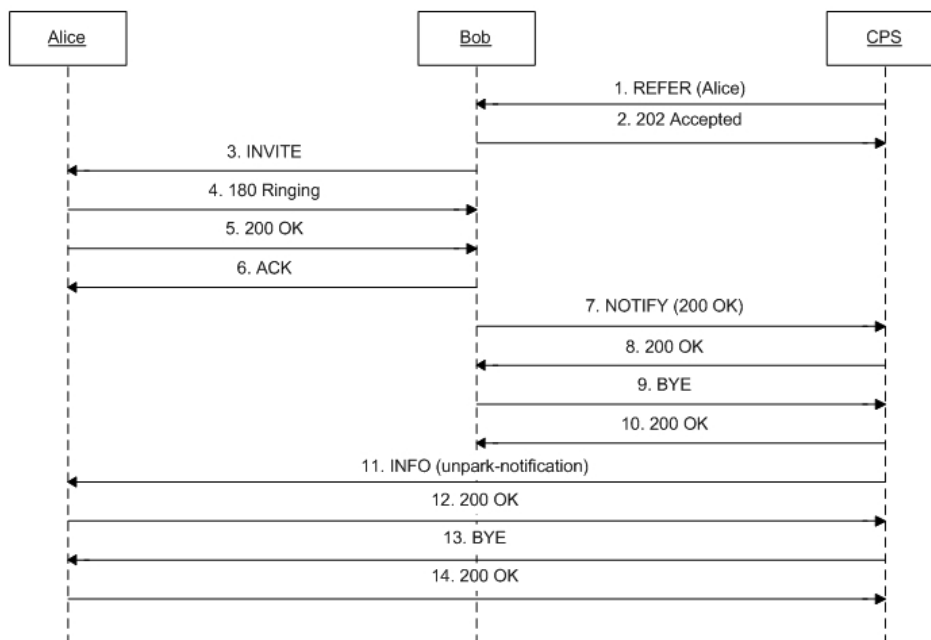 Alice
Bob
CPS
1. REFER (Alice)
2. 202 Accepted
3. INVITE
4. 180 Ringing
5. 200 OK
6. ACK
7. NOTIFY (200 OK)
8. 200 OK
9. BYE
10. 200 OK
11. INFO (unpark-notification)
12. 200 OK
13. BYE
14. 200 OK